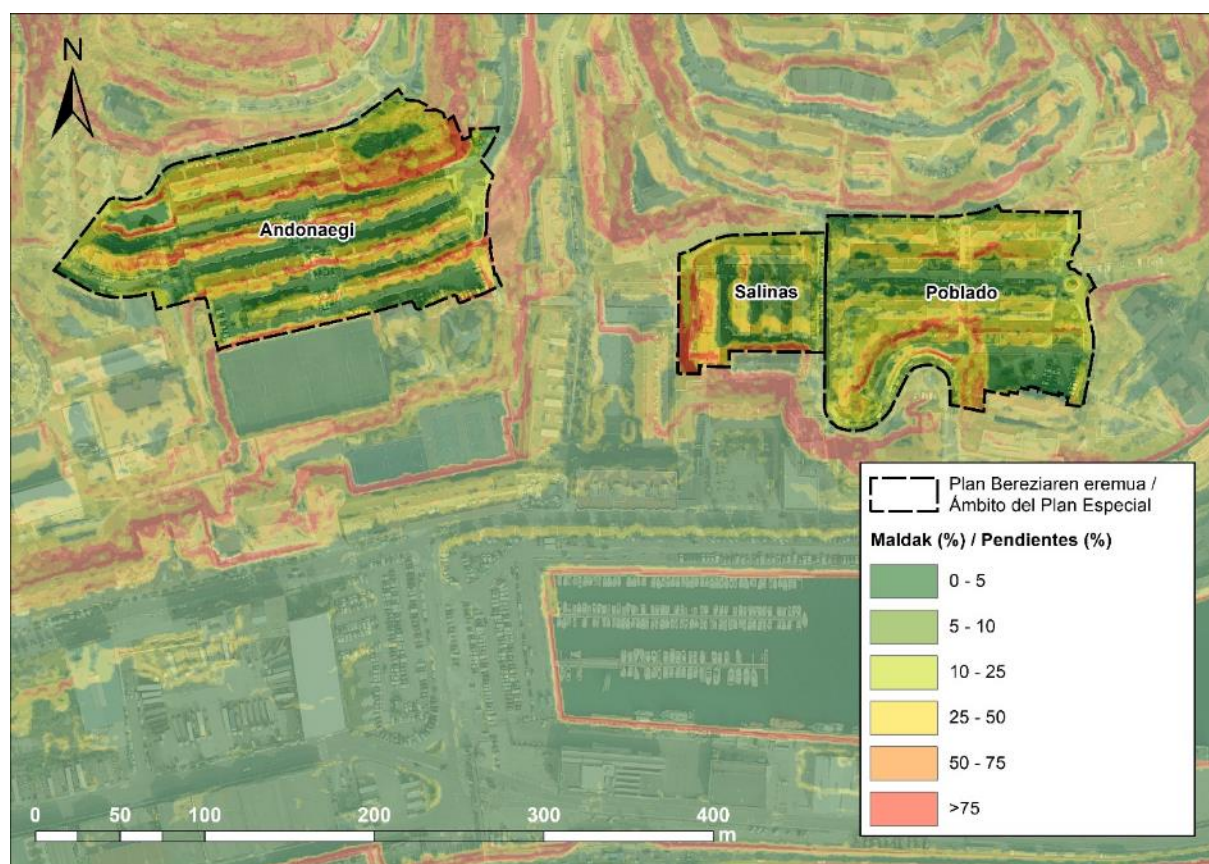 N
Andonaegi
Salinas
Poblado
Plan Bereziaren eremua /
Ámbito del Plan Especial
Maldak (%) / Pendientes (%)
0 - 5
5 - 10
10 - 25
25 - 50
50 - 75
>75
0 50 100 200 300 400
m